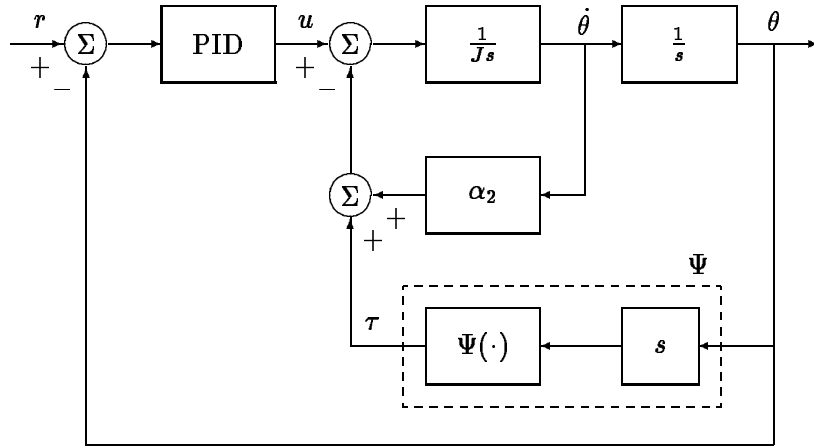 r u θ̇ θ
Σ PID Σ 1/Js 1/s
+ − + −
Σ α₂
+
+
Ψ
τ
Ψ(·) s